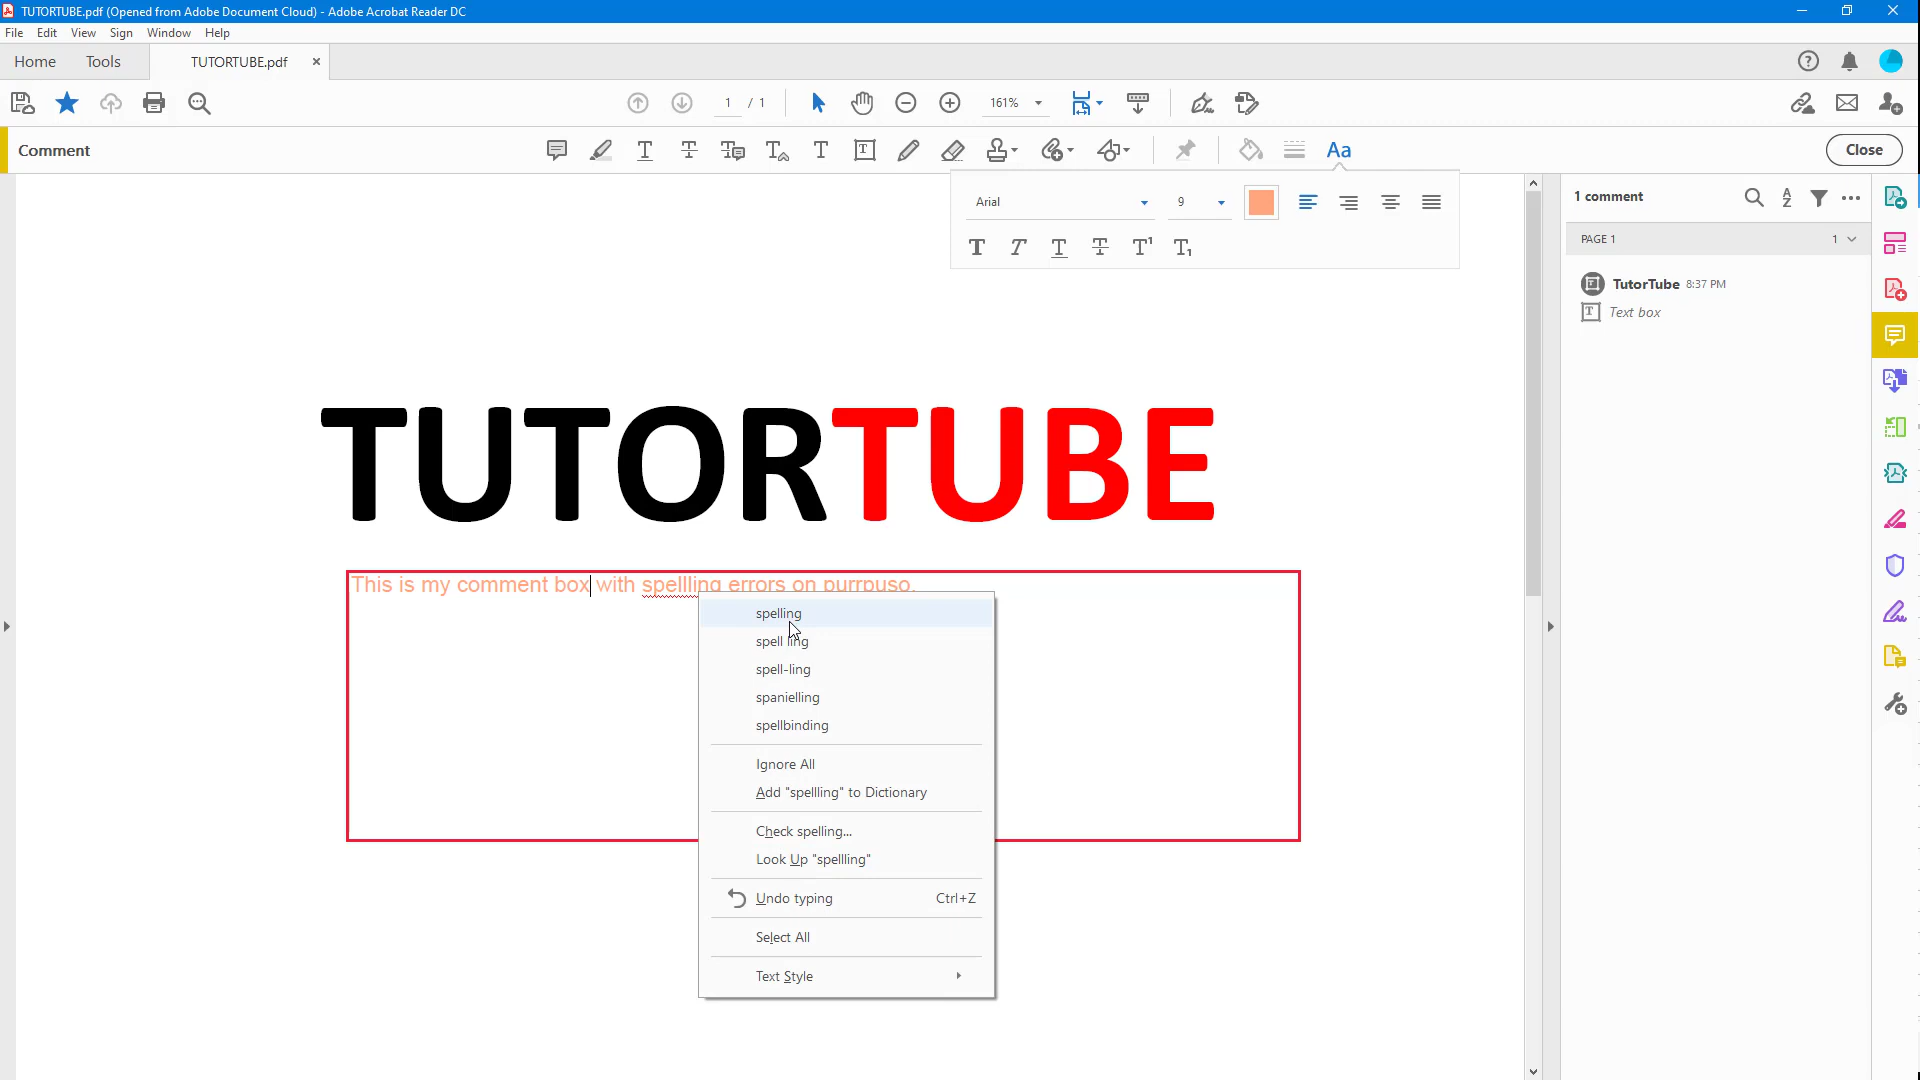 TUTORTUBE.pdf (Opened from Adobe Document Cloud) - Adobe Acrobat Reader DC
File Edit View Sign Window Help
Home Tools TUTORTUBE.pdf
1 / 1 161%
Comment Close
Arial 9
1 comment
PAGE 1 1
TutorTube 8:37 PM
Text box
TUTORTUBE
This is my comment box with spellling errors on purrpuso.
spelling
spell ling
spell-ling
spanielling
spellbinding
Ignore All
Add "spellling" to Dictionary
Check spelling...
Look Up "spellling"
Undo typing Ctrl+Z
Select All
Text Style